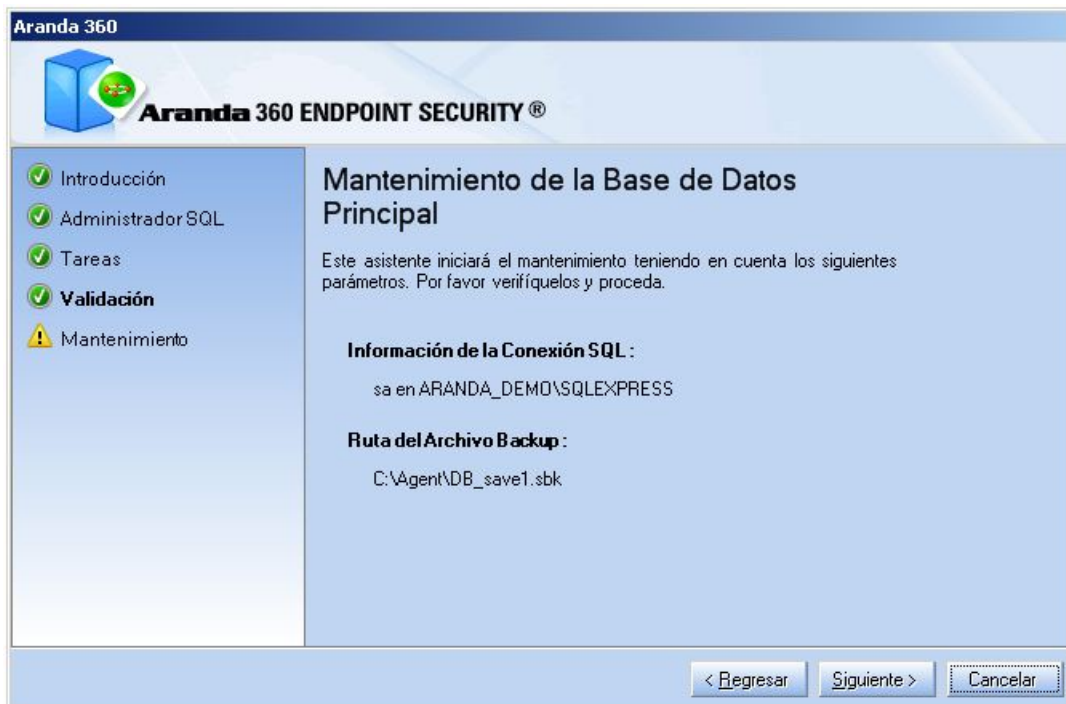 Aranda 360
Aranda 360 ENDPOINT SECURITY ®
Introducción
Administrador SQL
Tareas
Validación
Mantenimiento
Mantenimiento de la Base de Datos
Principal
Este asistente iniciará el mantenimiento teniendo en cuenta los siguientes
parámetros. Por favor verifíquelos y proceda.
Información de la Conexión SQL :
sa en ARANDA_DEMO\SQLEXPRESS
Ruta del Archivo Backup :
C:\Agent\DB_save1.sbk
< Regresar
Siguiente >
Cancelar